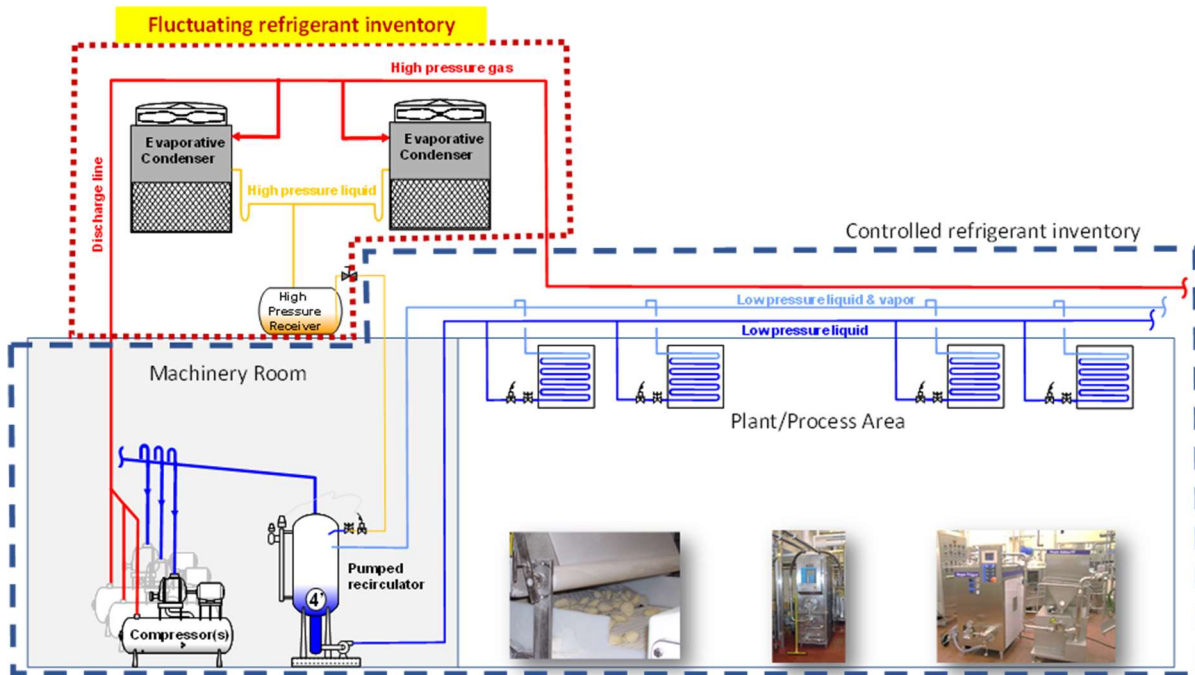 Fluctuating refrigerant inventory
High pressure gas
Evaporative
Condenser
Evaporative
Condenser
Discharge line
High pressure liquid
Controlled refrigerant inventory
High
Pressure
Receiver
Low pressure liquid & vapor
Low pressure liquid
Machinery Room
Plant/Process Area
Pumped
recirculator
4'
Compressor(s)